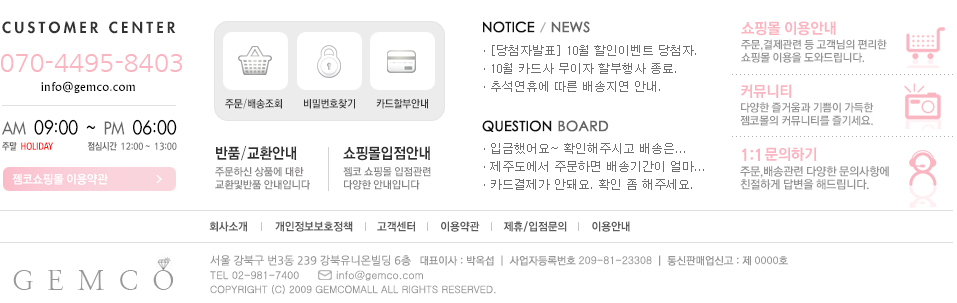 CUSTOMER CENTER
070-4495-8403
info@gemco.com
AM 09:00 ~ PM 06:00
주말 HOLIDAY 점심시간 12:00 ~ 13:00
젬코쇼핑몰 이용약관
주문/배송조회
비밀번호찾기
카드할부안내
반품/교환안내
주문하신 상품에 대한
교환및반품 안내입니다
쇼핑몰입점안내
젬코 쇼핑몰 입점관련
다양한 안내입니다
NOTICE / NEWS
· [당첨자발표] 10월 할인이벤트 당첨자.
· 10월 카드사 무이자 할부행사 종료.
· 추석연휴에 따른 배송지연 안내.
QUESTION BOARD
· 입금했어요~ 확인해주시고 배송은...
· 제주도에서 주문하면 배송기간이 얼마...
· 카드결제가 안돼요. 확인 좀 해주세요.
쇼핑몰 이용안내
주문,결제관련 등 고객님의 편리한
쇼핑몰 이용을 도와드립니다.
커뮤니티
다양한 즐거움과 기쁨이 가득한
젬코몰의 커뮤니티를 즐기세요.
1:1 문의하기
주문,배송관련 다양한 문의사항에
친절하게 답변을 해드립니다.
회사소개 | 개인정보보호정책 | 고객센터 | 이용약관 | 제휴/입점문의 | 이용안내
GEMCO
서울 강북구 번3동 239 강북유니온빌딩 6층 대표이사 : 박옥섭 | 사업자등록번호 209-81-23308 | 통신판매업신고 : 제 0000호
TEL 02-981-7400 info@gemco.com
COPYRIGHT (C) 2009 GEMCOMALL ALL RIGHTS RESERVED.